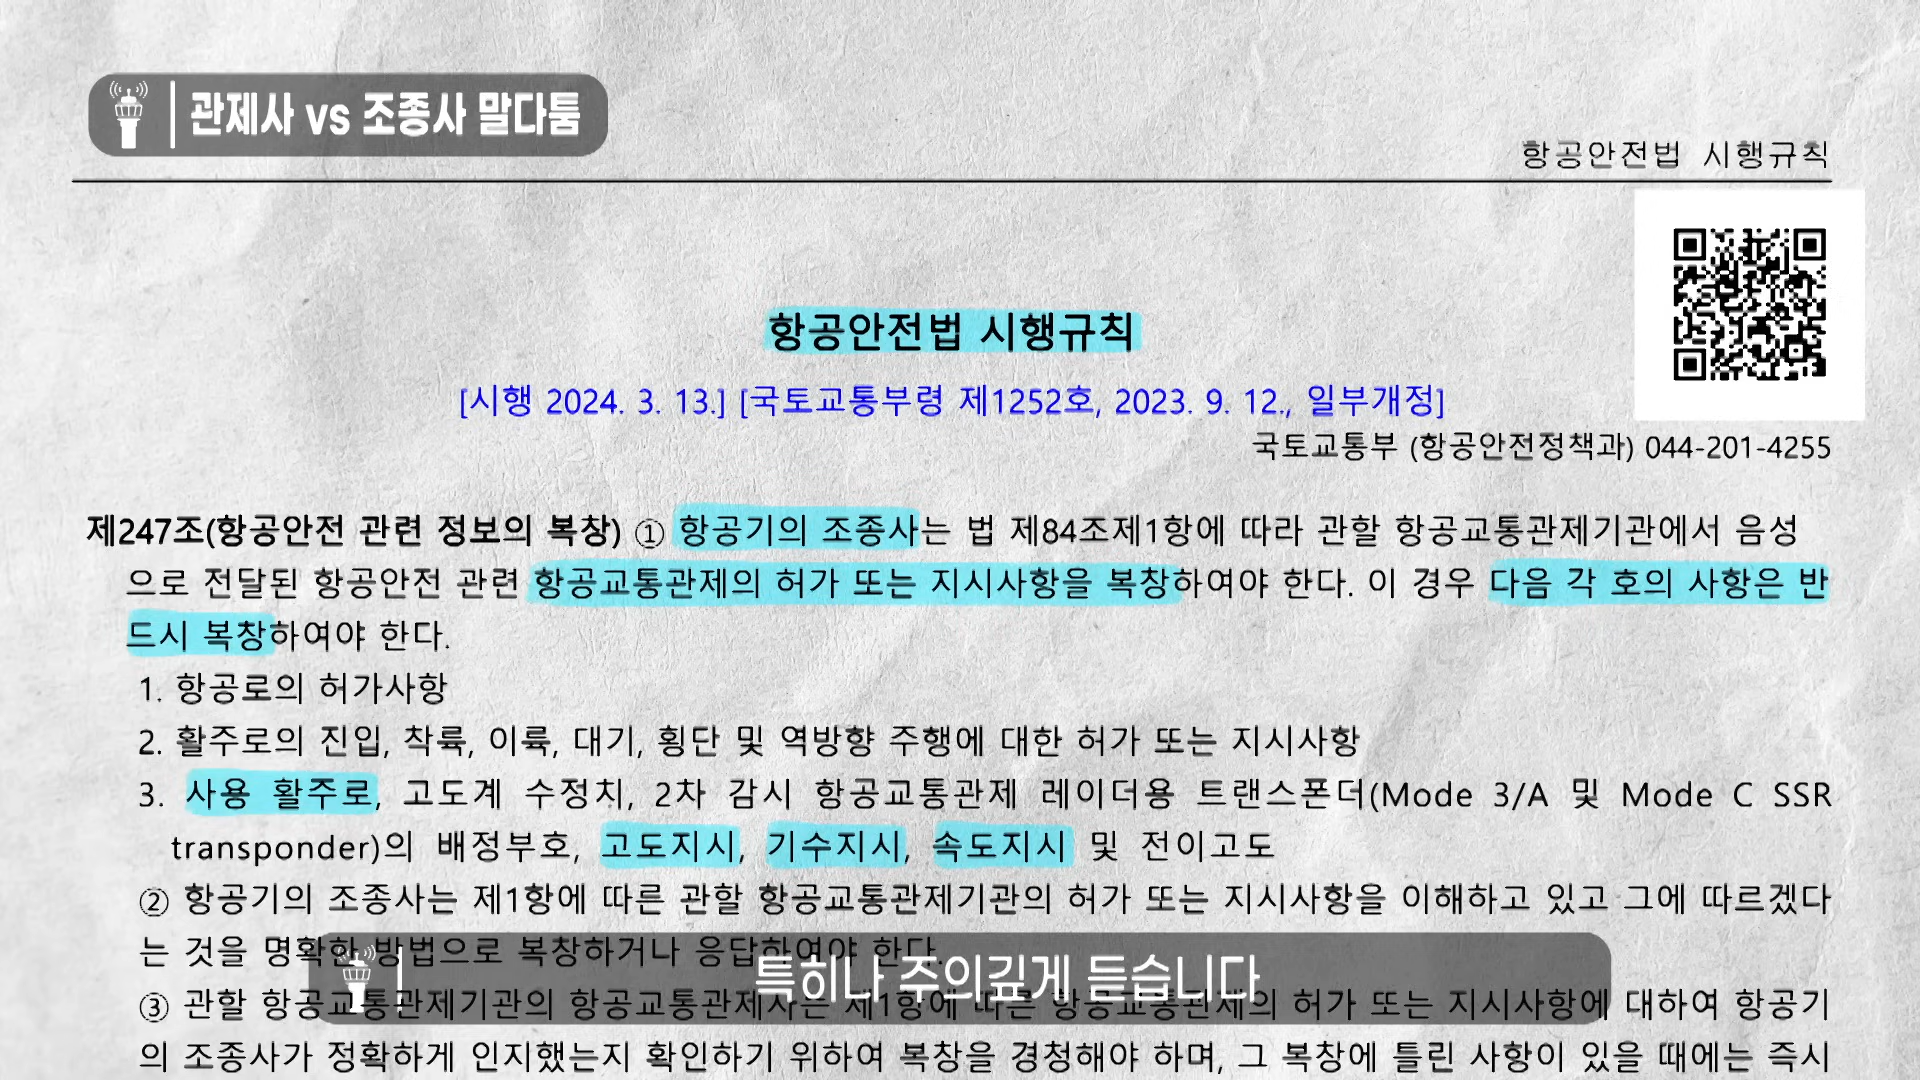 관제사 vs 조종사 말다툼
항공안전법 시행규칙
항공안전법 시행규칙
[시행 2024. 3. 13.] [국토교통부령 제1252호, 2023. 9. 12., 일부개정]
국토교통부 (항공안전정책과) 044-201-4255
제247조(항공안전 관련 정보의 복창) ① 항공기의 조종사는 법 제84조제1항에 따라 관할 항공교통관제기관에서 음성
으로 전달된 항공안전 관련 항공교통관제의 허가 또는 지시사항을 복창하여야 한다. 이 경우 다음 각 호의 사항은 반
드시 복창하여야 한다.
1. 항공로의 허가사항
2. 활주로의 진입, 착륙, 이륙, 대기, 횡단 및 역방향 주행에 대한 허가 또는 지시사항
3. 사용 활주로, 고도계 수정치, 2차 감시 항공교통관제 레이더용 트랜스폰더(Mode 3/A 및 Mode C SSR
transponder)의 배정부호, 고도지시, 기수지시, 속도지시 및 전이고도
② 항공기의 조종사는 제1항에 따른 관할 항공교통관제기관의 허가 또는 지시사항을 이해하고 있고 그에 따르겠다
는 것을 명확한 방법으로 복창하거나 응답하여야 한다.
특히나 주의깊게 듣습니다
③ 관할 항공교통관제기관의 항공교통관제사는 제1항에 따른 항공교통관제의 허가 또는 지시사항에 대하여 항공기
의 조종사가 정확하게 인지했는지 확인하기 위하여 복창을 경청해야 하며, 그 복창에 틀린 사항이 있을 때에는 즉시